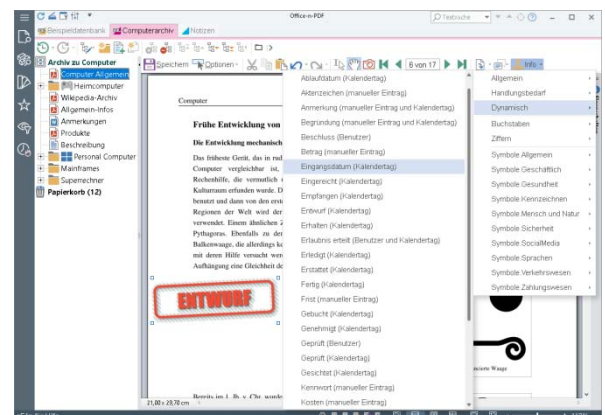 Office-n-PDF
Textsuche
Beispieldatenbank
Computerarchiv
Notizen
Archiv zu Computer
Computer Allgemein
Heimcomputer
Wikipedia-Archiv
Allgemein-Infos
Anmerkungen
Produkte
Beschreibung
Personal Computer
Mainframes
Superrechner
Papierkorb (12)
Speichern
Optionen
6 von 17
Info
Computer
Frühe Entwicklung von
Die Entwicklung mechanisch
Das früheste Gerät, das in rud
Computer vergleichbar ist,
Rechenhilfe, die vermutlich
Kulturraum erfunden wurde. D
benutzt und dann von den erste
Regionen der Welt wird der
verwendet. Einem ähnlichen Z
Pythagoras. Ebenfalls zu den
Balkenwaage, die allerdings ke
mit deren Hilfe versucht wer
Aufhängung eine Gleichheit de
ENTWURF
Bereits im 1. Jh. v. Chr. wurde
21,00 x 29,70 cm
Ablaufdatum (Kalendertag)
Aktenzeichen (manueller Eintrag)
Anmerkung (manueller Eintrag und Kalendertag)
Begründung (manueller Eintrag und Kalendertag)
Beschluss (Benutzer)
Betrag (manueller Eintrag)
Eingangsdatum (Kalendertag)
Eingereicht (Kalendertag)
Empfangen (Kalendertag)
Entwurf (Kalendertag)
Erhalten (Kalendertag)
Erlaubnis erteilt (Benutzer und Kalendertag)
Erledigt (Kalendertag)
Erstattet (Kalendertag)
Fertig (Kalendertag)
Frist (manueller Eintrag)
Gebucht (Kalendertag)
Genehmigt (Kalendertag)
Geprüft (Benutzer)
Geprüft (Kalendertag)
Gesichtet (Kalendertag)
Kennwert (manueller Eintrag)
Kosten (manueller Eintrag)
Allgemein
Handlungsbedarf
Dynamisch
Buchstaben
Ziffern
Symbole Allgemein
Symbole Geschäftlich
Symbole Gesundheit
Symbole Kennzeichnen
Symbole Mensch und Natur
Symbole Sicherheit
Symbole SocialMedia
Symbole Sprachen
Symbole Verkehrswesen
Symbole Zahlungswesen
Waage